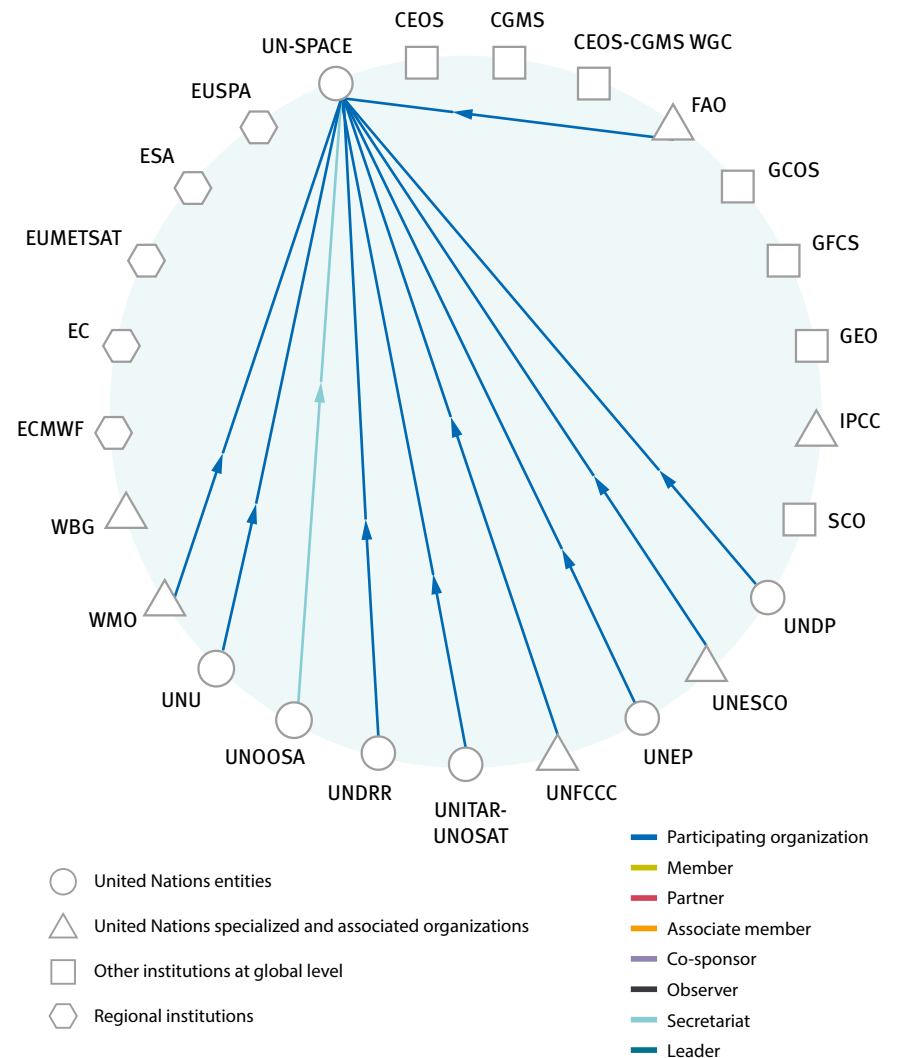 CEOS
CGMS
UN-SPACE
CEOS-CGMS WGC
EUSPA
FAO
ESA
GCOS
EUMETSAT
GFCS
EC
GEO
ECMWF
IPCC
WBG
SCO
WMO
UNDP
UNU
UNESCO
UNOOSA
UNEP
UNDRR
UNITAR-
UNOSAT
UNFCCC
United Nations entities
United Nations specialized and associated organizations
Other institutions at global level
Regional institutions
Participating organization
Member
Partner
Associate member
Co-sponsor
Observer
Secretariat
Leader